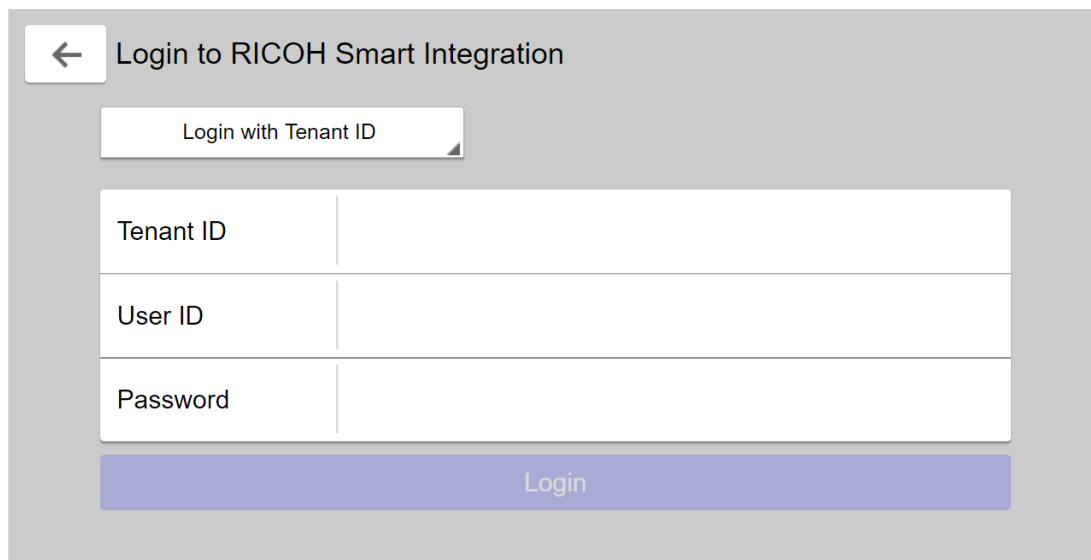 Login to RICOH Smart Integration
Login with Tenant ID
Tenant ID
User ID
Password
Login